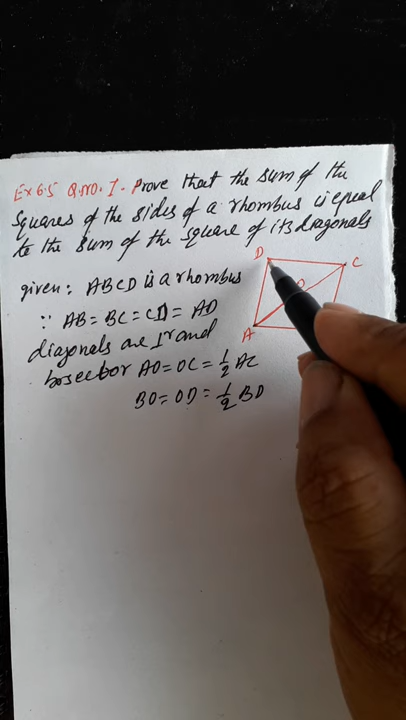 Ex 6.5 Q.NO. 7. Prove that the sum of the
Squares of the sides of a rhombus is equal
to the sum of the square of its diagonals
D
C
given: ABCD is a rhombus
O
∵ AB = BC = CD = AD
A
diagonals are ⊥r and
bosector AO = OC = 1/2 AC
BO = OD = 1/2 BD